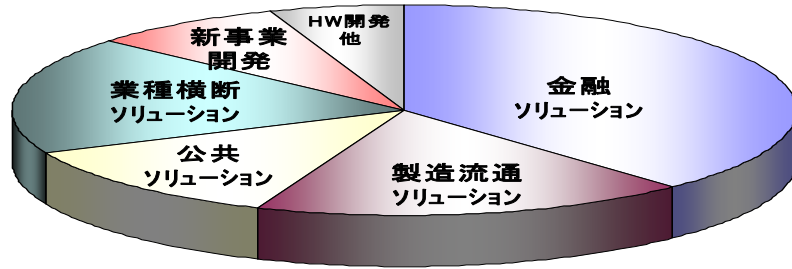 HW開発
他
新事業
開発
金融
ソリューション
業種横断
ソリューション
公共
ソリューション
製造流通
ソリューション